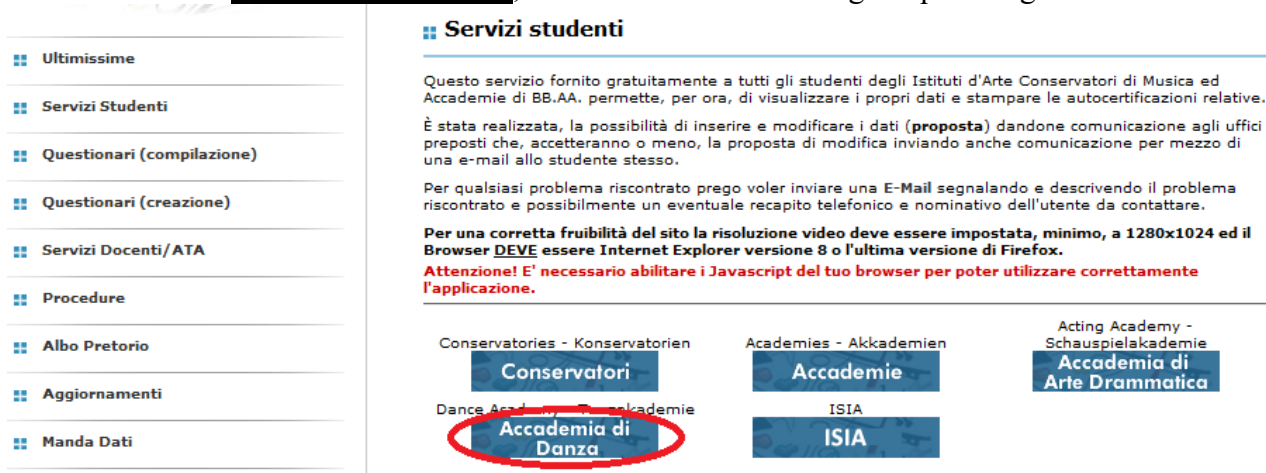 Ultimissime
Servizi Studenti
Questionari (compilazione)
Questionari (creazione)
Servizi Docenti/ATA
Procedure
Albo Pretorio
Aggiornamenti
Manda Dati
Servizi studenti
Questo servizio fornito gratuitamente a tutti gli studenti degli Istituti d'Arte Conservatori di Musica ed
Accademie di BB.AA. permette, per ora, di visualizzare i propri dati e stampare le autocertificazioni relative.
È stata realizzata, la possibilità di inserire e modificare i dati (proposta) dandone comunicazione agli uffici
preposti che, accetteranno o meno, la proposta di modifica inviando anche comunicazione per mezzo di
una e-mail allo studente stesso.
Per qualsiasi problema riscontrato prego voler inviare una E-Mail segnalando e descrivendo il problema
riscontrato e possibilmente un eventuale recapito telefonico e nominativo dell'utente da contattare.
Per una corretta fruibilità del sito la risoluzione video deve essere impostata, minimo, a 1280x1024 ed il
Browser DEVE essere Internet Explorer versione 8 o l'ultima versione di Firefox.
Attenzione! E' necessario abilitare i Javascript del tuo browser per poter utilizzare correttamente
l'applicazione.
Conservatories - Konservatorien
Conservatori
Academies - Akkademien
Accademie
Acting Academy -
Schauspielakademie
Accademia di
Arte Drammatica
Dance Academy - Tanzakademie
Accademia di
Danza
ISIA
ISIA